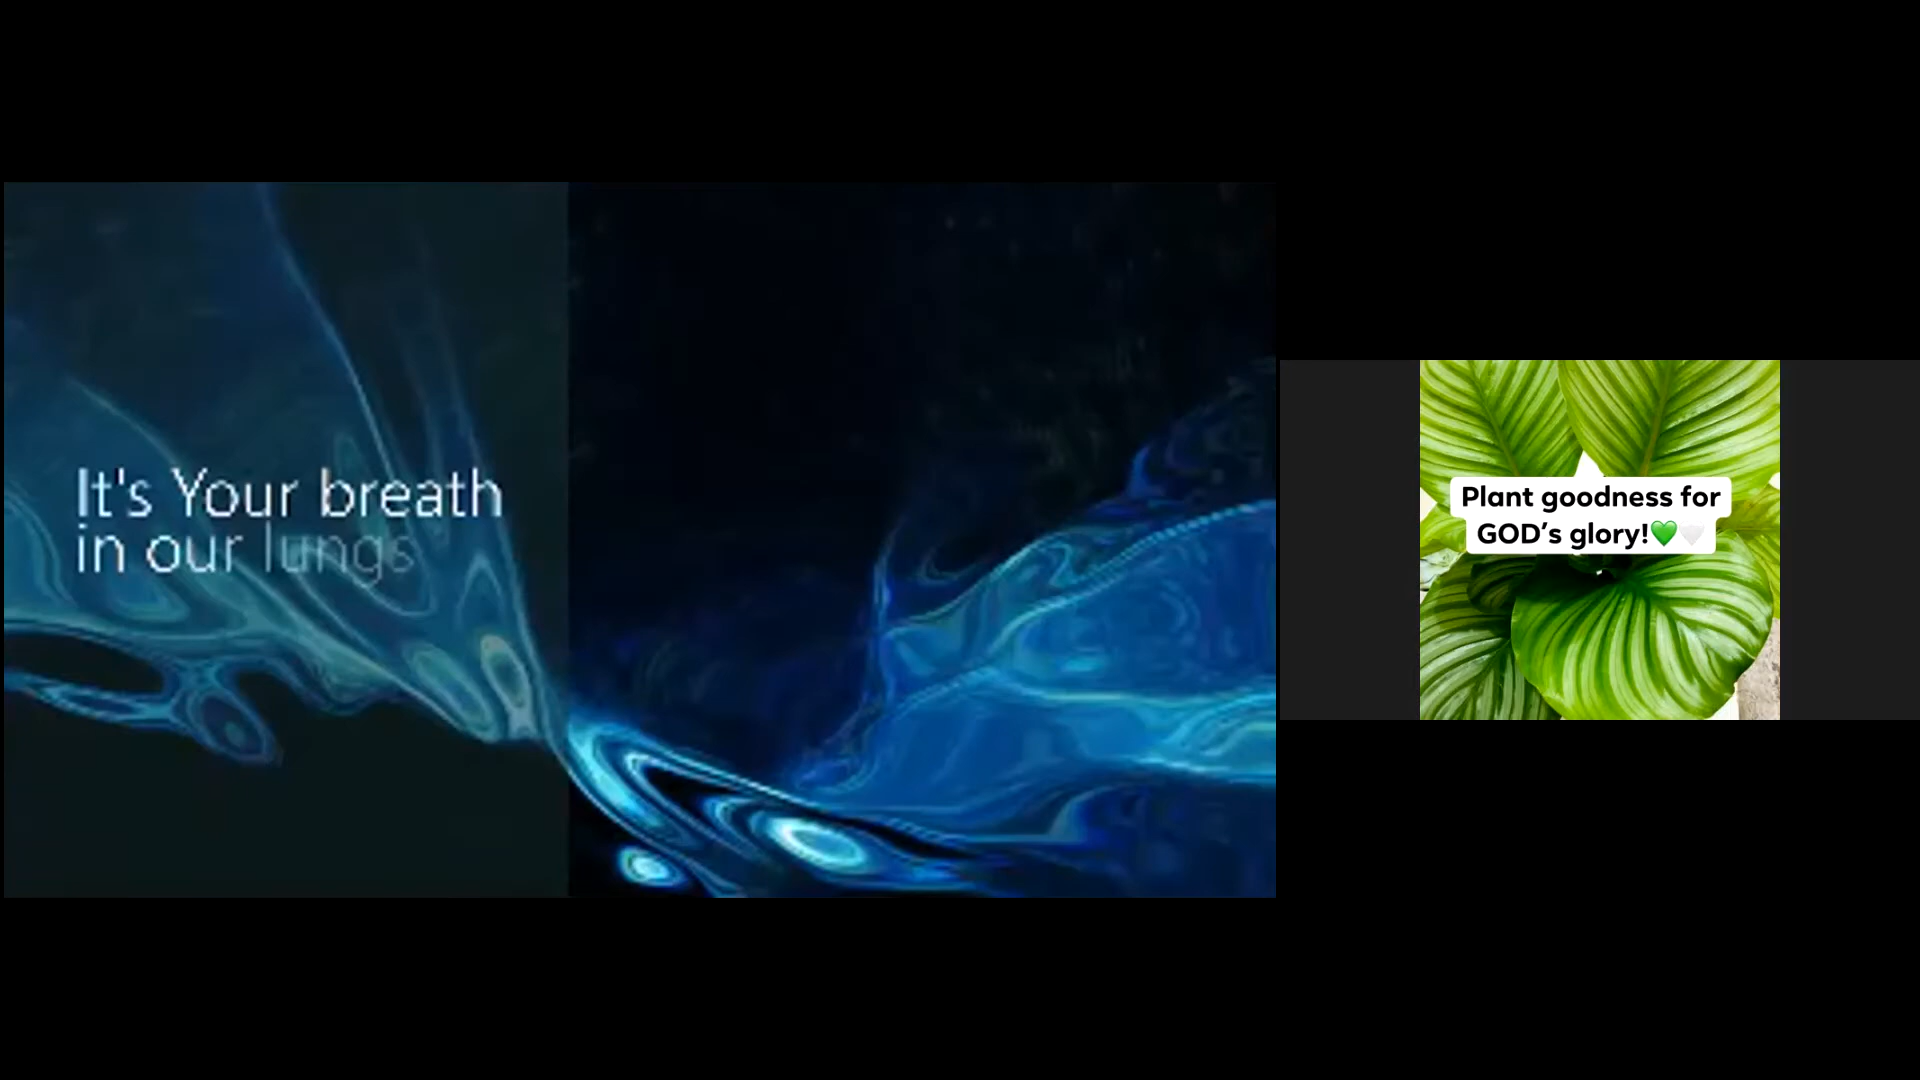 It's Your breath
in our lungs
Plant goodness for
GOD’s glory!💚🤍